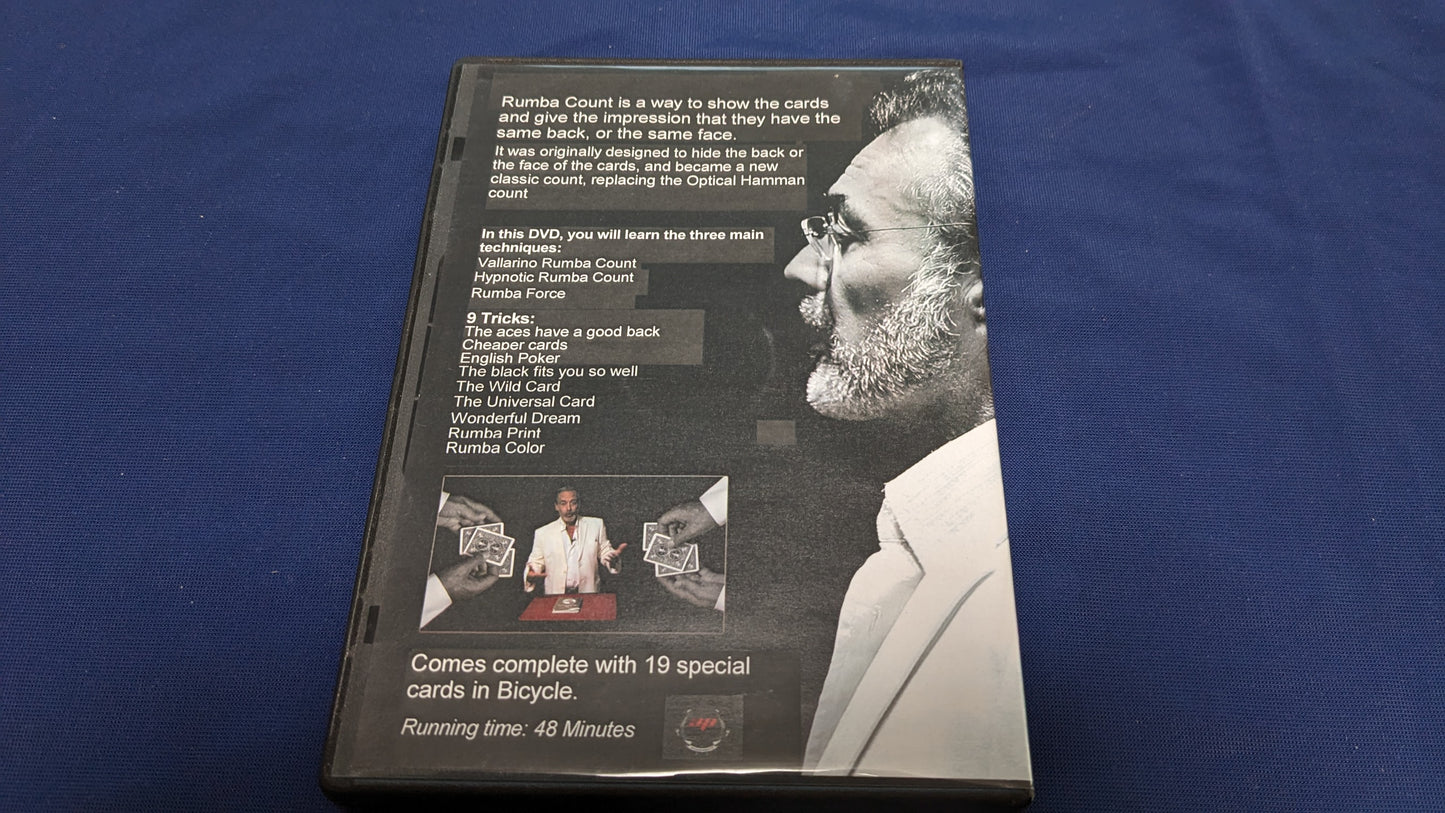 Rumba Count is a way to show the cards
and give the impression that they have the
same back, or the same face.
It was originally designed to hide the back or
the face of the cards, and became a new
classic count, replacing the Optical Hamman
count
In this DVD, you will learn the three main
techniques:
Vallarino Rumba Count
Hypnotic Rumba Count
Rumba Force
9 Tricks:
The aces have a good back
Cheaper cards
English Poker
The black fits you so well
The Wild Card
The Universal Card
Wonderful Dream
Rumba Print
Rumba Color
Comes complete with 19 special
cards in Bicycle.
Running time: 48 Minutes